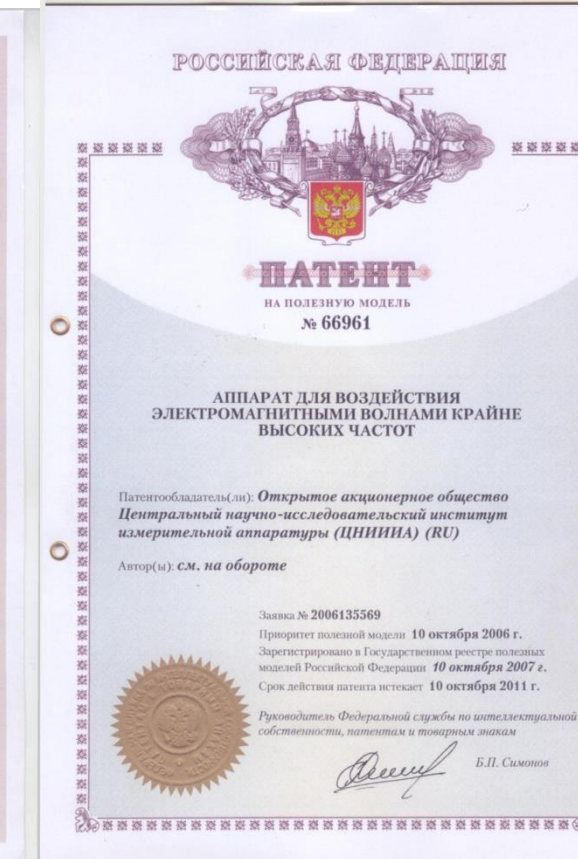 РОССИЙСКАЯ ФЕДЕРАЦИЯ
ПАТЕНТ
НА ПОЛЕЗНУЮ МОДЕЛЬ
№ 66961
АППАРАТ ДЛЯ ВОЗДЕЙСТВИЯ
ЭЛЕКТРОМАГНИТНЫМИ ВОЛНАМИ КРАЙНЕ
ВЫСОКИХ ЧАСТОТ
Патентообладатель(ли): Открытое акционерное общество
Центральный научно-исследовательский институт
измерительной аппаратуры (ЦНИИИА) (RU)
Автор(ы): см. на обороте
Заявка № 2006135569
Приоритет полезной модели 10 октября 2006 г.
Зарегистрировано в Государственном реестре полезных
моделей Российской Федерации 10 октября 2007 г.
Срок действия патента истекает 10 октября 2011 г.
Руководитель Федеральной службы по интеллектуальной
собственности, патентам и товарным знакам
Б.П. Симонов